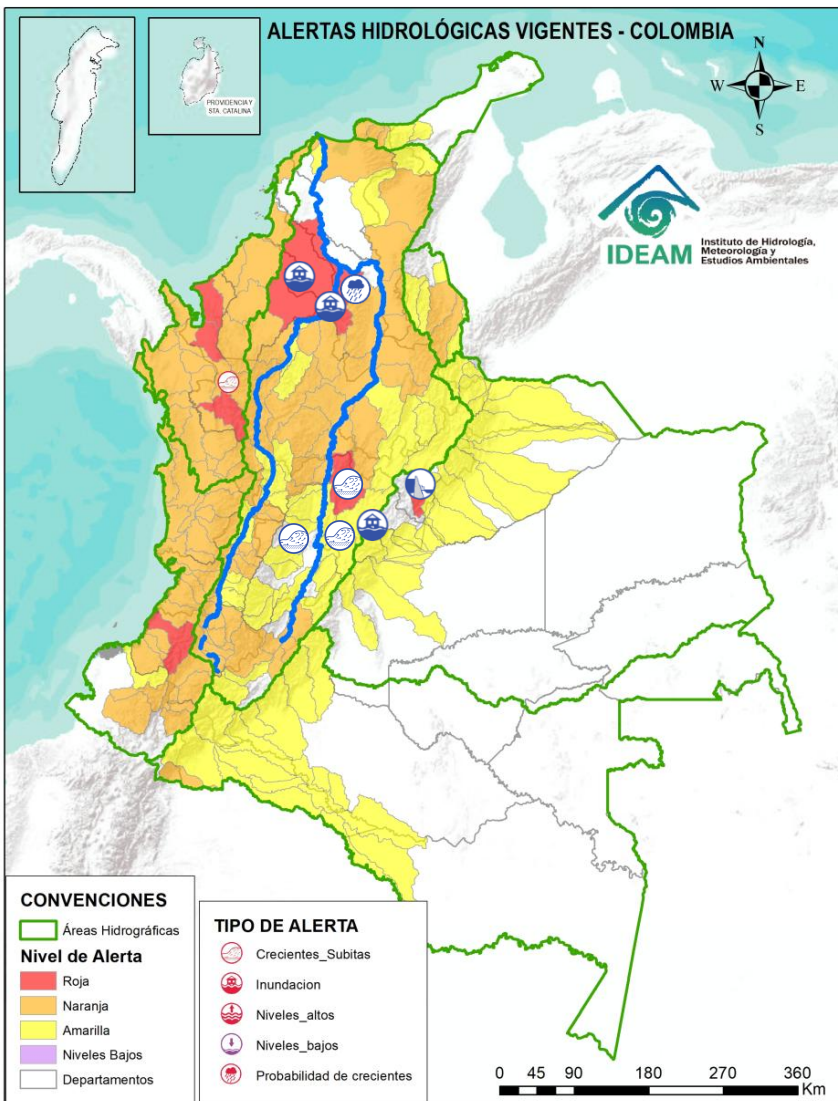 ALERTAS HIDROLÓGICAS VIGENTES - COLOMBIA
PROVIDENCIA Y
STA. CATALINA
N
W
E
S
IDEAM
Instituto de Hidrología,
Meteorología y
Estudios Ambientales
CONVENCIONES
Áreas Hidrográficas
Nivel de Alerta
Roja
Naranja
Amarilla
Niveles Bajos
Departamentos
TIPO DE ALERTA
Crecientes_Subitas
Inundacion
Niveles_altos
Niveles_bajos
Probabilidad de crecientes
0 45 90 180 270 360
Km